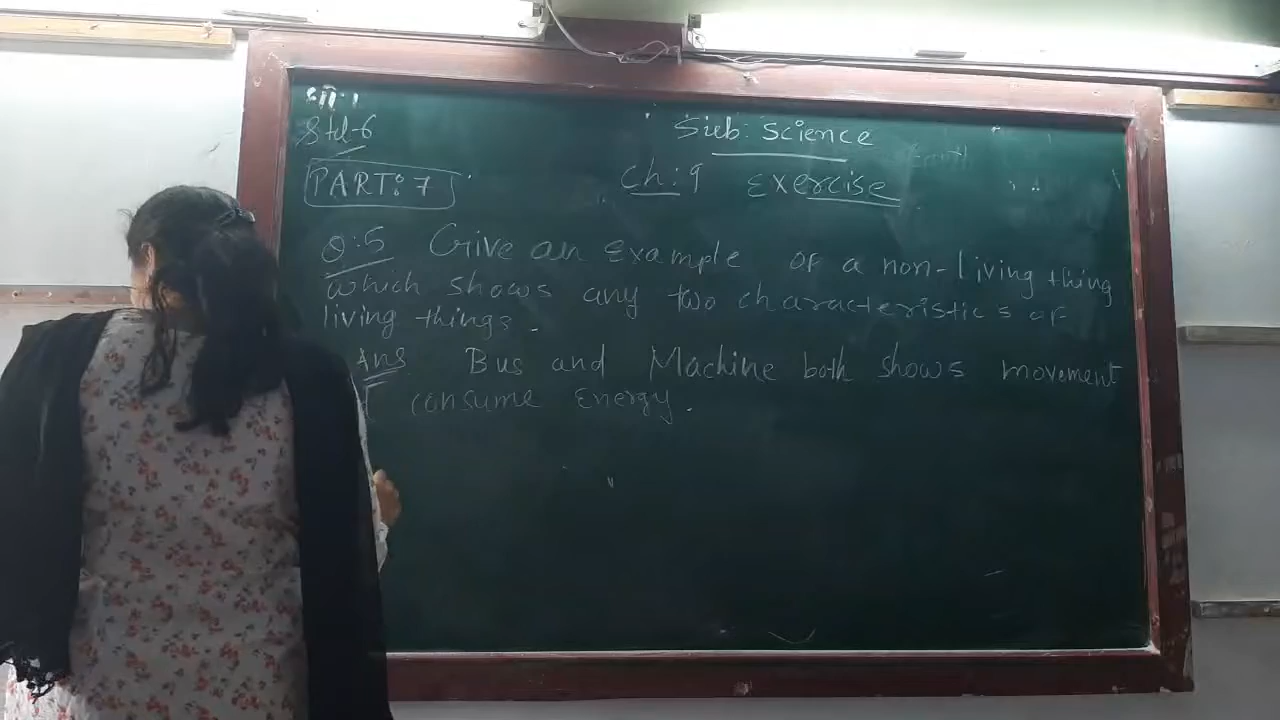 Std-6
Sub: Science
PART: 7
Ch: 9 Exercise
Q:5 Give an Example of a non-living thing
which shows any two characteristics of
living things.
Ans Bus and Machine both shows movement
consume Energy.